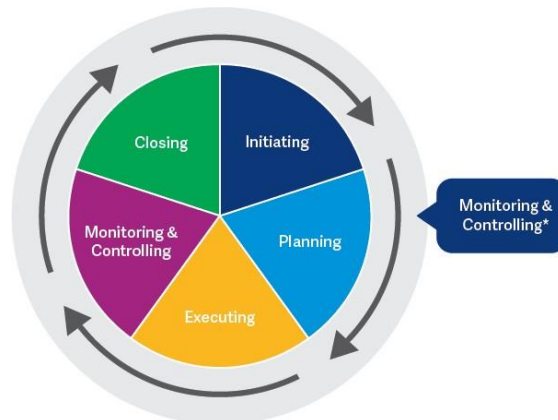 Closing
Initiating
Monitoring &
Controlling
Planning
Executing
Monitoring &
Controlling*